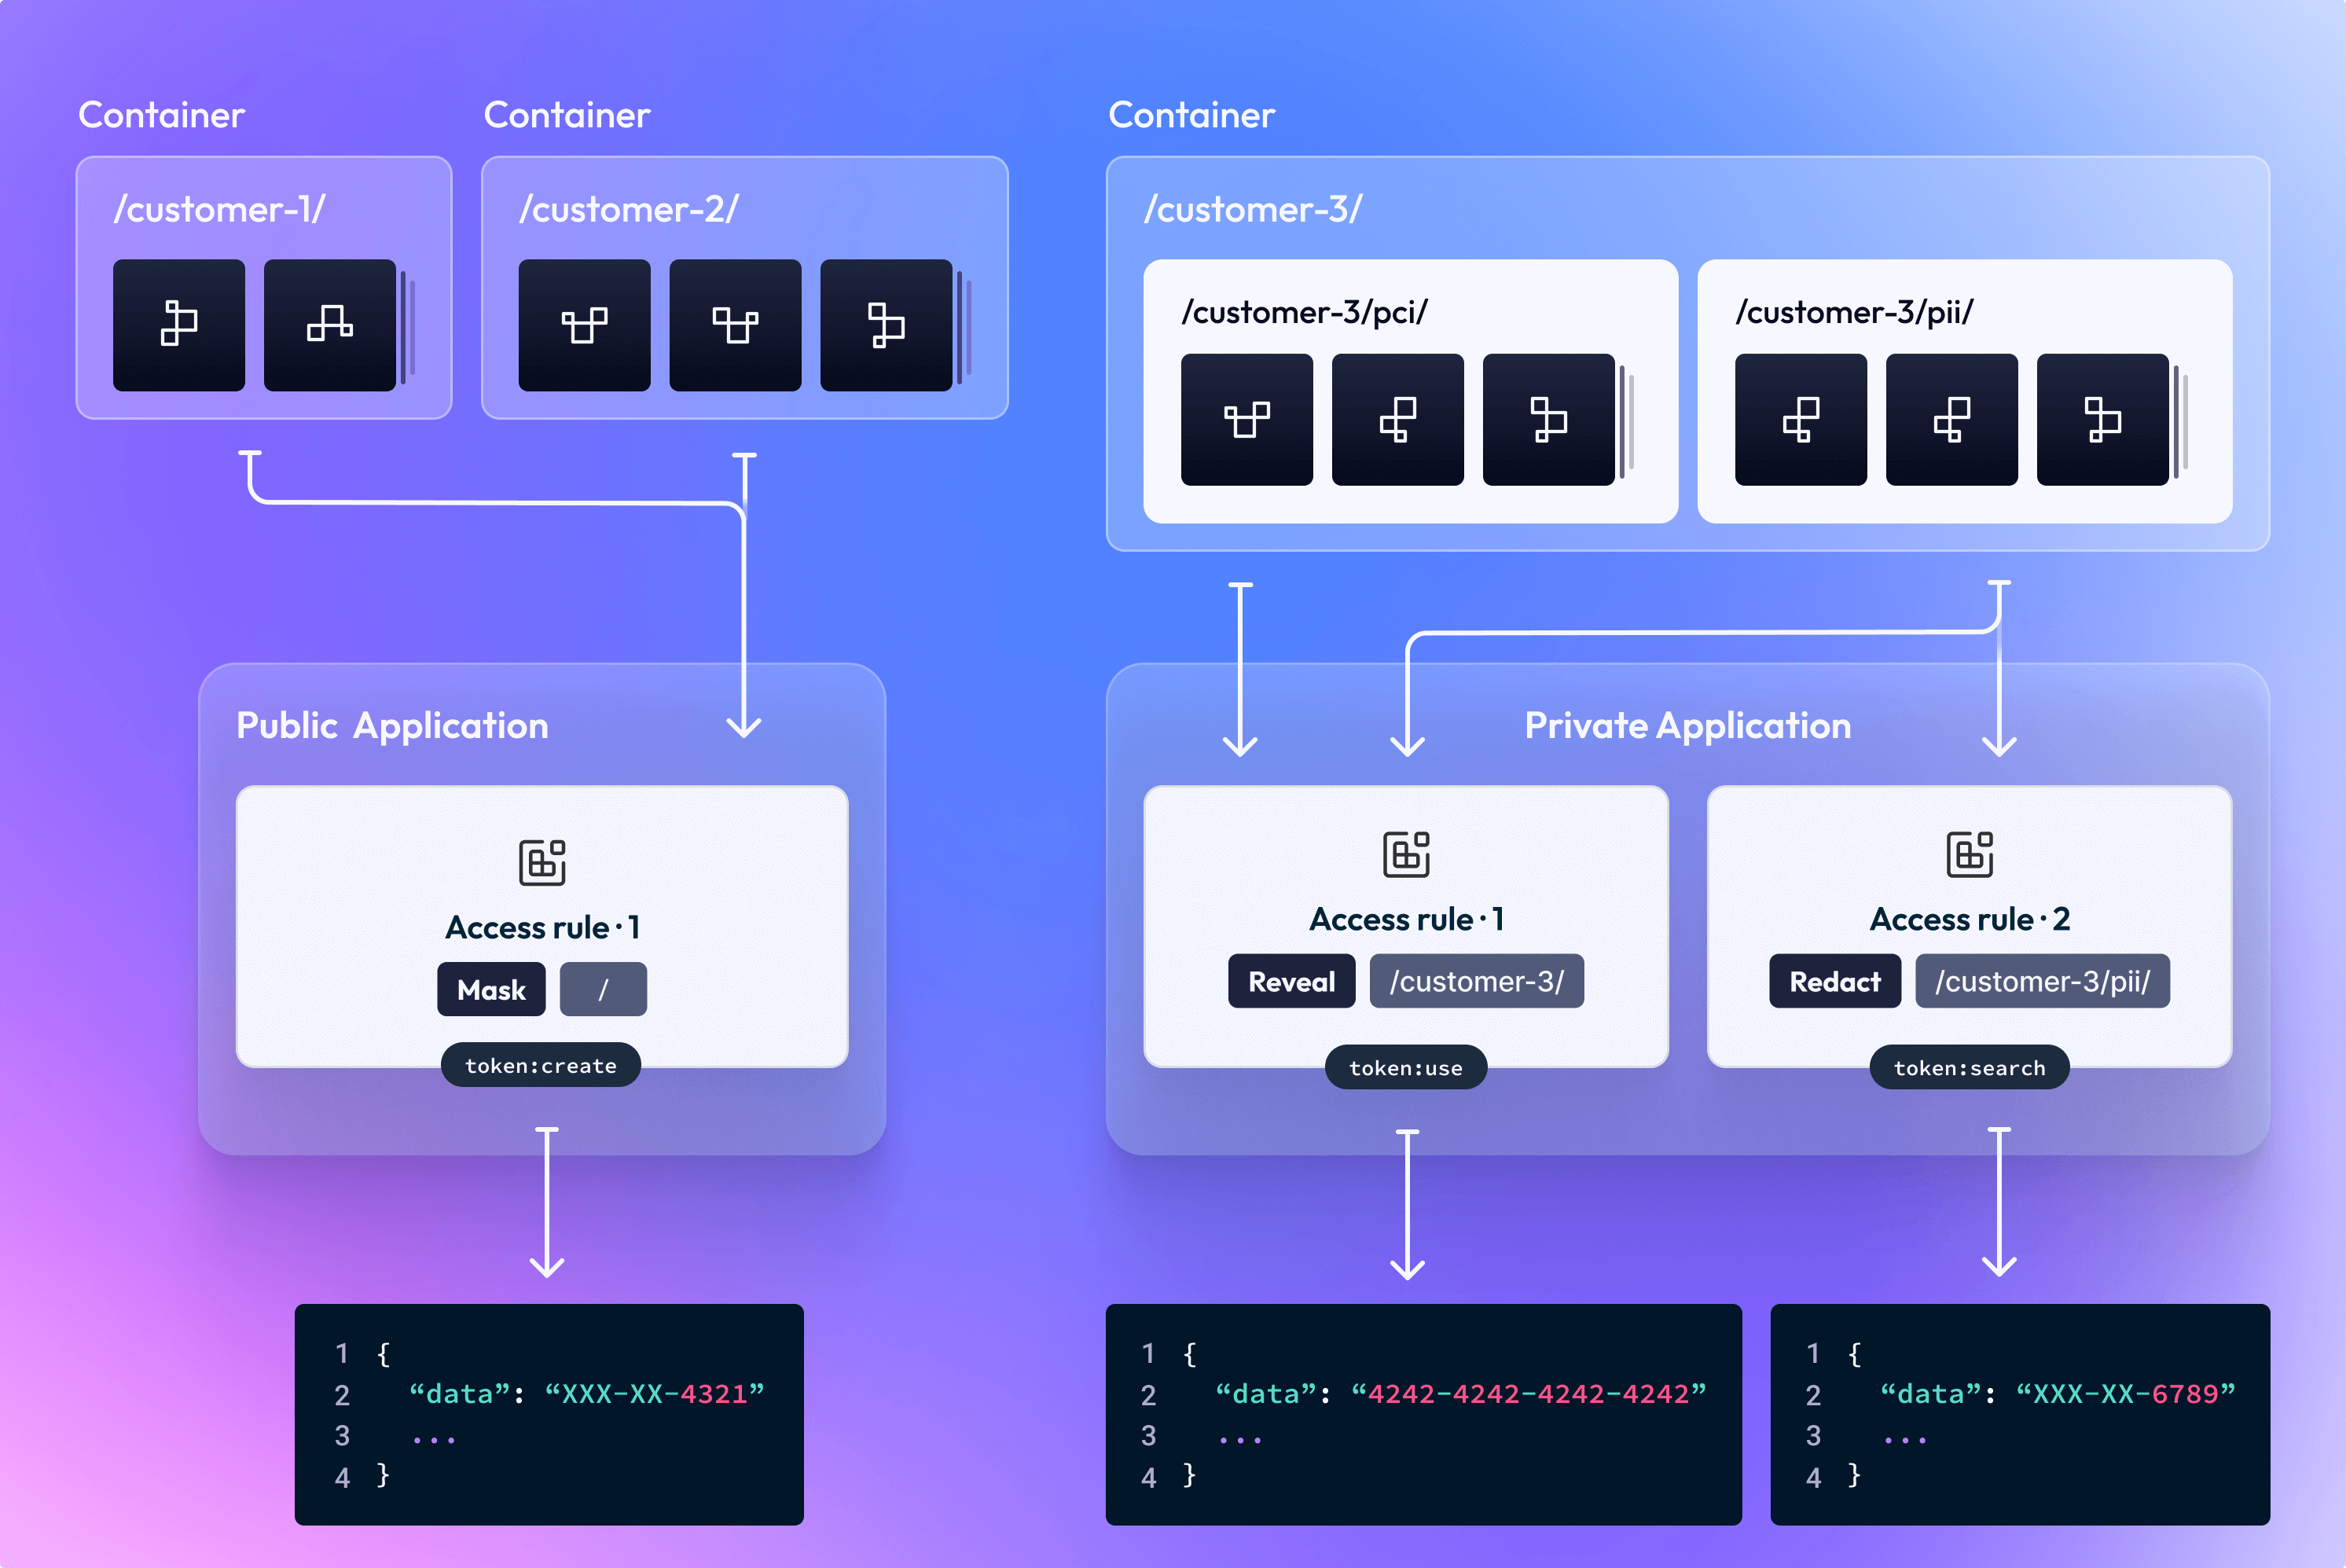 Container
/customer-1/
Container
/customer-2/
Container
/customer-3/
/customer-3/pci/
/customer-3/pii/
Public Application
Access rule · 1
Mask /
token:create
Private Application
Access rule · 1
Reveal /customer-3/
token:use
Access rule · 2
Redact /customer-3/pii/
token:search
1 {
2 “data”: “XXX-XX-4321”
3 ...
4 }
1 {
2 “data”: “4242-4242-4242-4242”
3 ...
4 }
1 {
2 “data”: “XXX-XX-6789”
3 ...
4 }